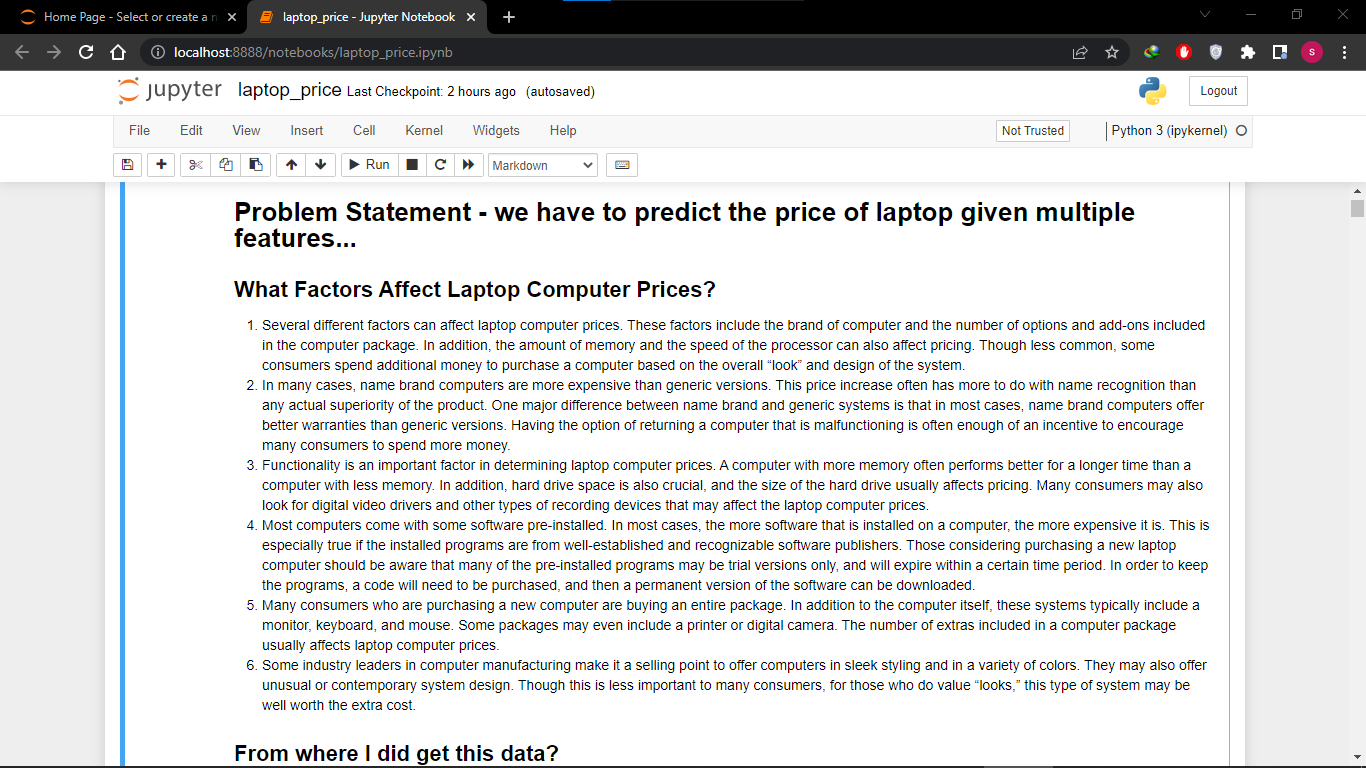 Home Page - Select or create a n
laptop_price - Jupyter Notebook
localhost:8888/notebooks/laptop_price.ipynb
S
jupyter laptop_price Last Checkpoint: 2 hours ago (autosaved)
Logout
File Edit View Insert Cell Kernel Widgets Help
Not Trusted
Python 3 (ipykernel)
Run
Markdown
Problem Statement - we have to predict the price of laptop given multiple
features...
What Factors Affect Laptop Computer Prices?
1. Several different factors can affect laptop computer prices. These factors include the brand of computer and the number of options and add-ons included
in the computer package. In addition, the amount of memory and the speed of the processor can also affect pricing. Though less common, some
consumers spend additional money to purchase a computer based on the overall “look” and design of the system.
2. In many cases, name brand computers are more expensive than generic versions. This price increase often has more to do with name recognition than
any actual superiority of the product. One major difference between name brand and generic systems is that in most cases, name brand computers offer
better warranties than generic versions. Having the option of returning a computer that is malfunctioning is often enough of an incentive to encourage
many consumers to spend more money.
3. Functionality is an important factor in determining laptop computer prices. A computer with more memory often performs better for a longer time than a
computer with less memory. In addition, hard drive space is also crucial, and the size of the hard drive usually affects pricing. Many consumers may also
look for digital video drivers and other types of recording devices that may affect the laptop computer prices.
4. Most computers come with some software pre-installed. In most cases, the more software that is installed on a computer, the more expensive it is. This is
especially true if the installed programs are from well-established and recognizable software publishers. Those considering purchasing a new laptop
computer should be aware that many of the pre-installed programs may be trial versions only, and will expire within a certain time period. In order to keep
the programs, a code will need to be purchased, and then a permanent version of the software can be downloaded.
5. Many consumers who are purchasing a new computer are buying an entire package. In addition to the computer itself, these systems typically include a
monitor, keyboard, and mouse. Some packages may even include a printer or digital camera. The number of extras included in a computer package
usually affects laptop computer prices.
6. Some industry leaders in computer manufacturing make it a selling point to offer computers in sleek styling and in a variety of colors. They may also offer
unusual or contemporary system design. Though this is less important to many consumers, for those who do value “looks,” this type of system may be
well worth the extra cost.
From where I did get this data?